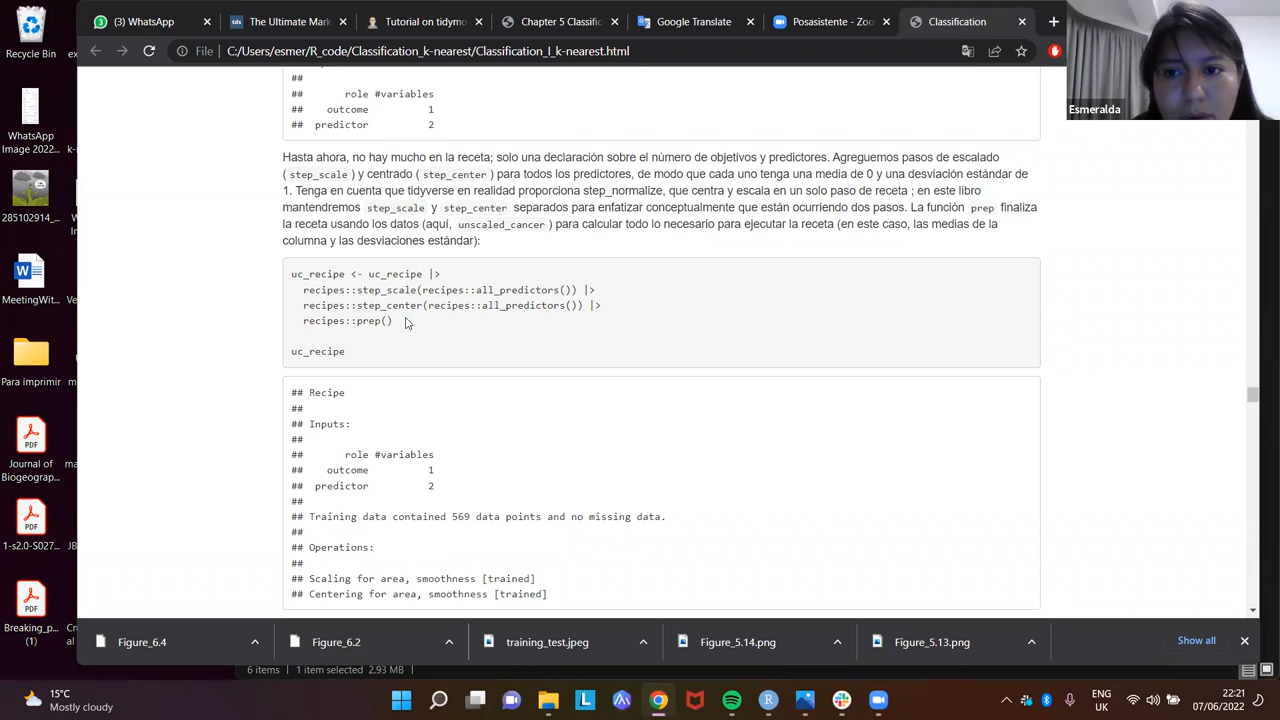 (3) WhatsApp
tds The Ultimate Mark
Tutorial on tidymo
Chapter 5 Classific
Google Translate
Posasistente - Zoo
Classification
File C:/Users/esmer/R_code/Classification_k-nearest/Classification_I_k-nearest.html
Esmeralda
Recycle Bin
WhatsApp
Image 2022...
285102914_...
MeetingWit...
Para imprimir
Journal of
Biogeograp...
1-s2.0-S027...
Breaking_p...
(1)
##
## role #variables
## outcome 1
## predictor 2
Hasta ahora, no hay mucho en la receta; solo una declaración sobre el número de objetivos y predictores. Agreguemos pasos de escalado
( step_scale ) y centrado ( step_center ) para todos los predictores, de modo que cada uno tenga una media de 0 y una desviación estándar de
1. Tenga en cuenta que tidyverse en realidad proporciona step_normalize, que centra y escala en un solo paso de receta ; en este libro
mantendremos step_scale y step_center separados para enfatizar conceptualmente que están ocurriendo dos pasos. La función prep finaliza
la receta usando los datos (aquí, unscaled_cancer ) para calcular todo lo necesario para ejecutar la receta (en este caso, las medias de la
columna y las desviaciones estándar):
uc_recipe <- uc_recipe |>
recipes::step_scale(recipes::all_predictors()) |>
recipes::step_center(recipes::all_predictors()) |>
recipes::prep()
uc_recipe
## Recipe
##
## Inputs:
##
## role #variables
## outcome 1
## predictor 2
##
## Training data contained 569 data points and no missing data.
##
## Operations:
##
## Scaling for area, smoothness [trained]
## Centering for area, smoothness [trained]
Figure_6.4
Figure_6.2
training_test.jpeg
Figure_5.14.png
Figure_5.13.png
Show all
6 items 1 item selected 2.93 MB
15°C
Mostly cloudy
ENG
UK
22:21
07/06/2022